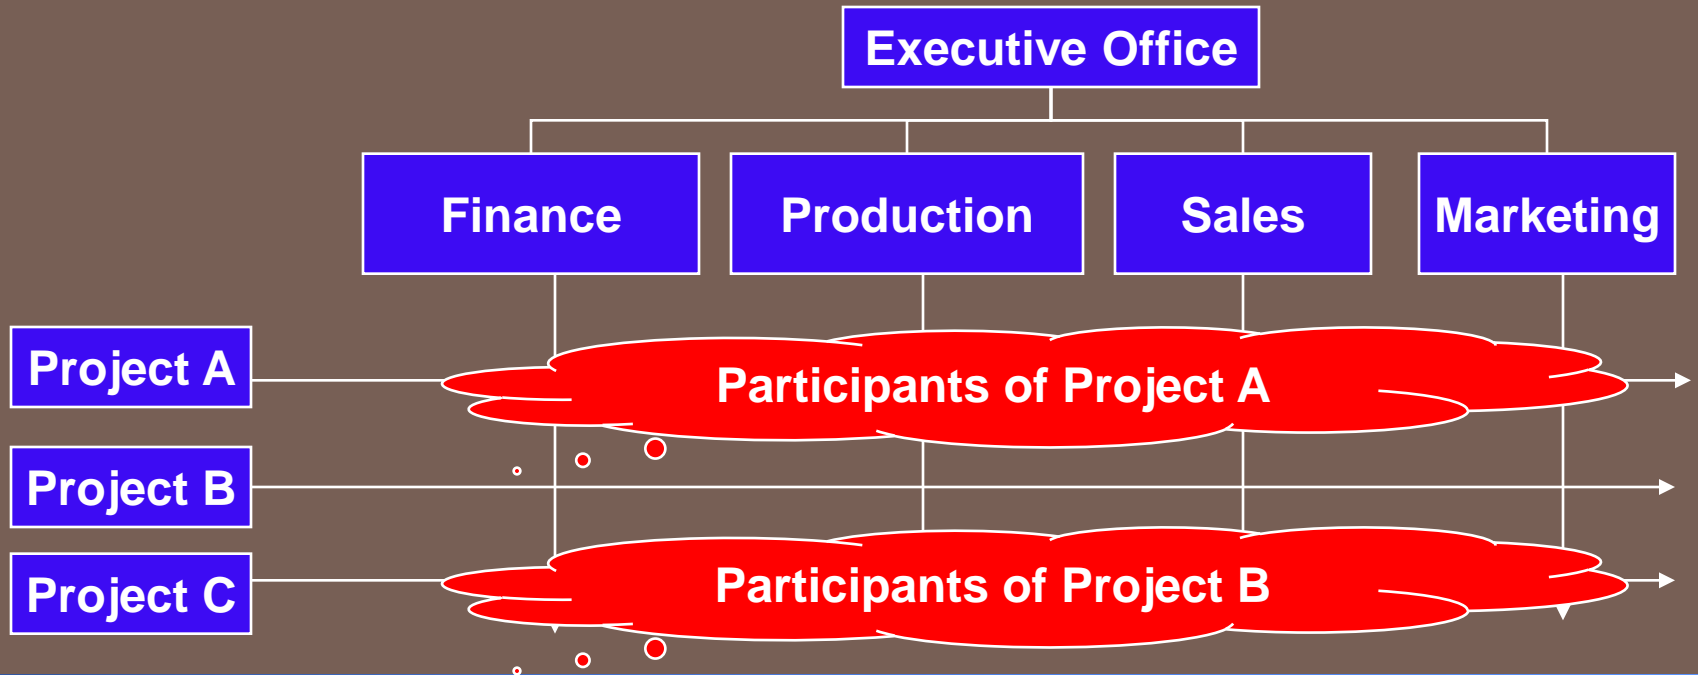 Executive Office
Finance
Production
Sales
Marketing
Project A
Participants of Project A
Project B
Project C
Participants of Project B